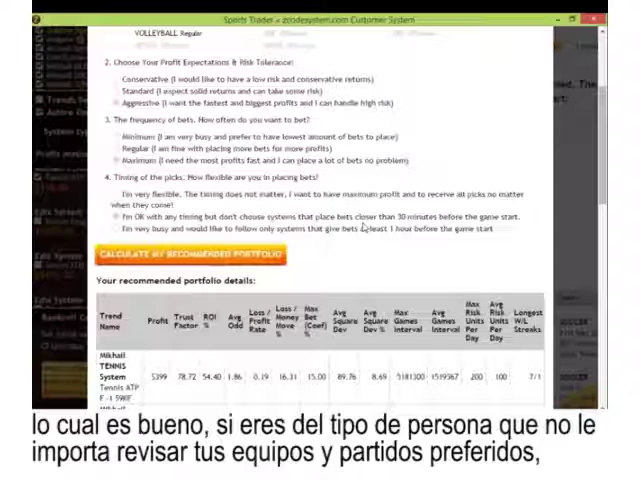 Sports Trader » zcodesystem.com Customer System
VOLLEYBALL Regular
2. Choose Your Profit Expectations & Risk Tolerance:
Conservative (I would like to have a low risk and conservative returns)
Standard (I expect solid returns and can take some risk)
Aggressive (I want the fastest and biggest profits and I can handle high risk)
3. The frequency of bets. How often do you want to bet?
Minimum (I am very busy and prefer to have lowest amount of bets to place)
Regular (I am fine with placing more bets for more profits)
Maximum (I need the most profits fast and I can place a lot of bets no problem)
4. Timing of the picks. How flexible are you in placing bets?
I'm very flexible. The timing does not matter, I want to have maximum profit and to receive all picks no matter
when they come!
I'm OK with any timing but don't choose systems that place bets closer than 30 minutes before the game start.
I'm very busy and would like to follow only systems that give bets at least 1 hour before the game start
CALCULATE MY RECOMMENDED PORTFOLIO
Your recommended portfolio details:
Trend Name Profit Trust Factor ROI % Avg Odd Loss / Profit Rate Loss / Money Move % Max Bet (Coef) % Avg Square Dev Avg Square Dev % Max Games Interval Avg Games Interval Max Risk Units Per Day Avg Risk Units Per Day Longest W/L Streaks
Mikhail
TENNIS
System
Tennis ATP 5399 78.72 54.40 1.86 0.19 16.31 15.00 89.76 8.69 5181300 1519567 200 100 7/1
lo cual es bueno, si eres del tipo de persona que no le
importa revisar tus equipos y partidos preferidos,